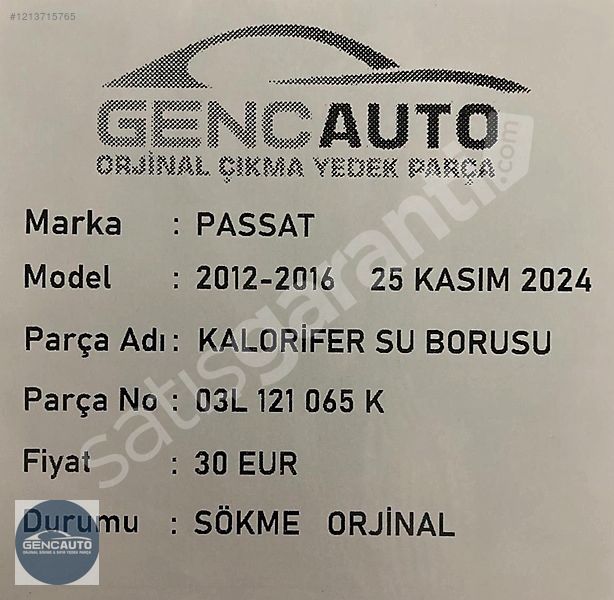 #1213715765
GENCAUTO
ORJİNAL ÇIKMA YEDEK PARÇA
Marka : PASSAT
Model : 2012-2016 25 KASIM 2024
Parça Adı : KALORİFER SU BORUSU
Parça No : 03L 121 065 K
Fiyat : 30 EUR
Durumu : SÖKME ORJİNAL
satışgaranti.com
GENCAUTO